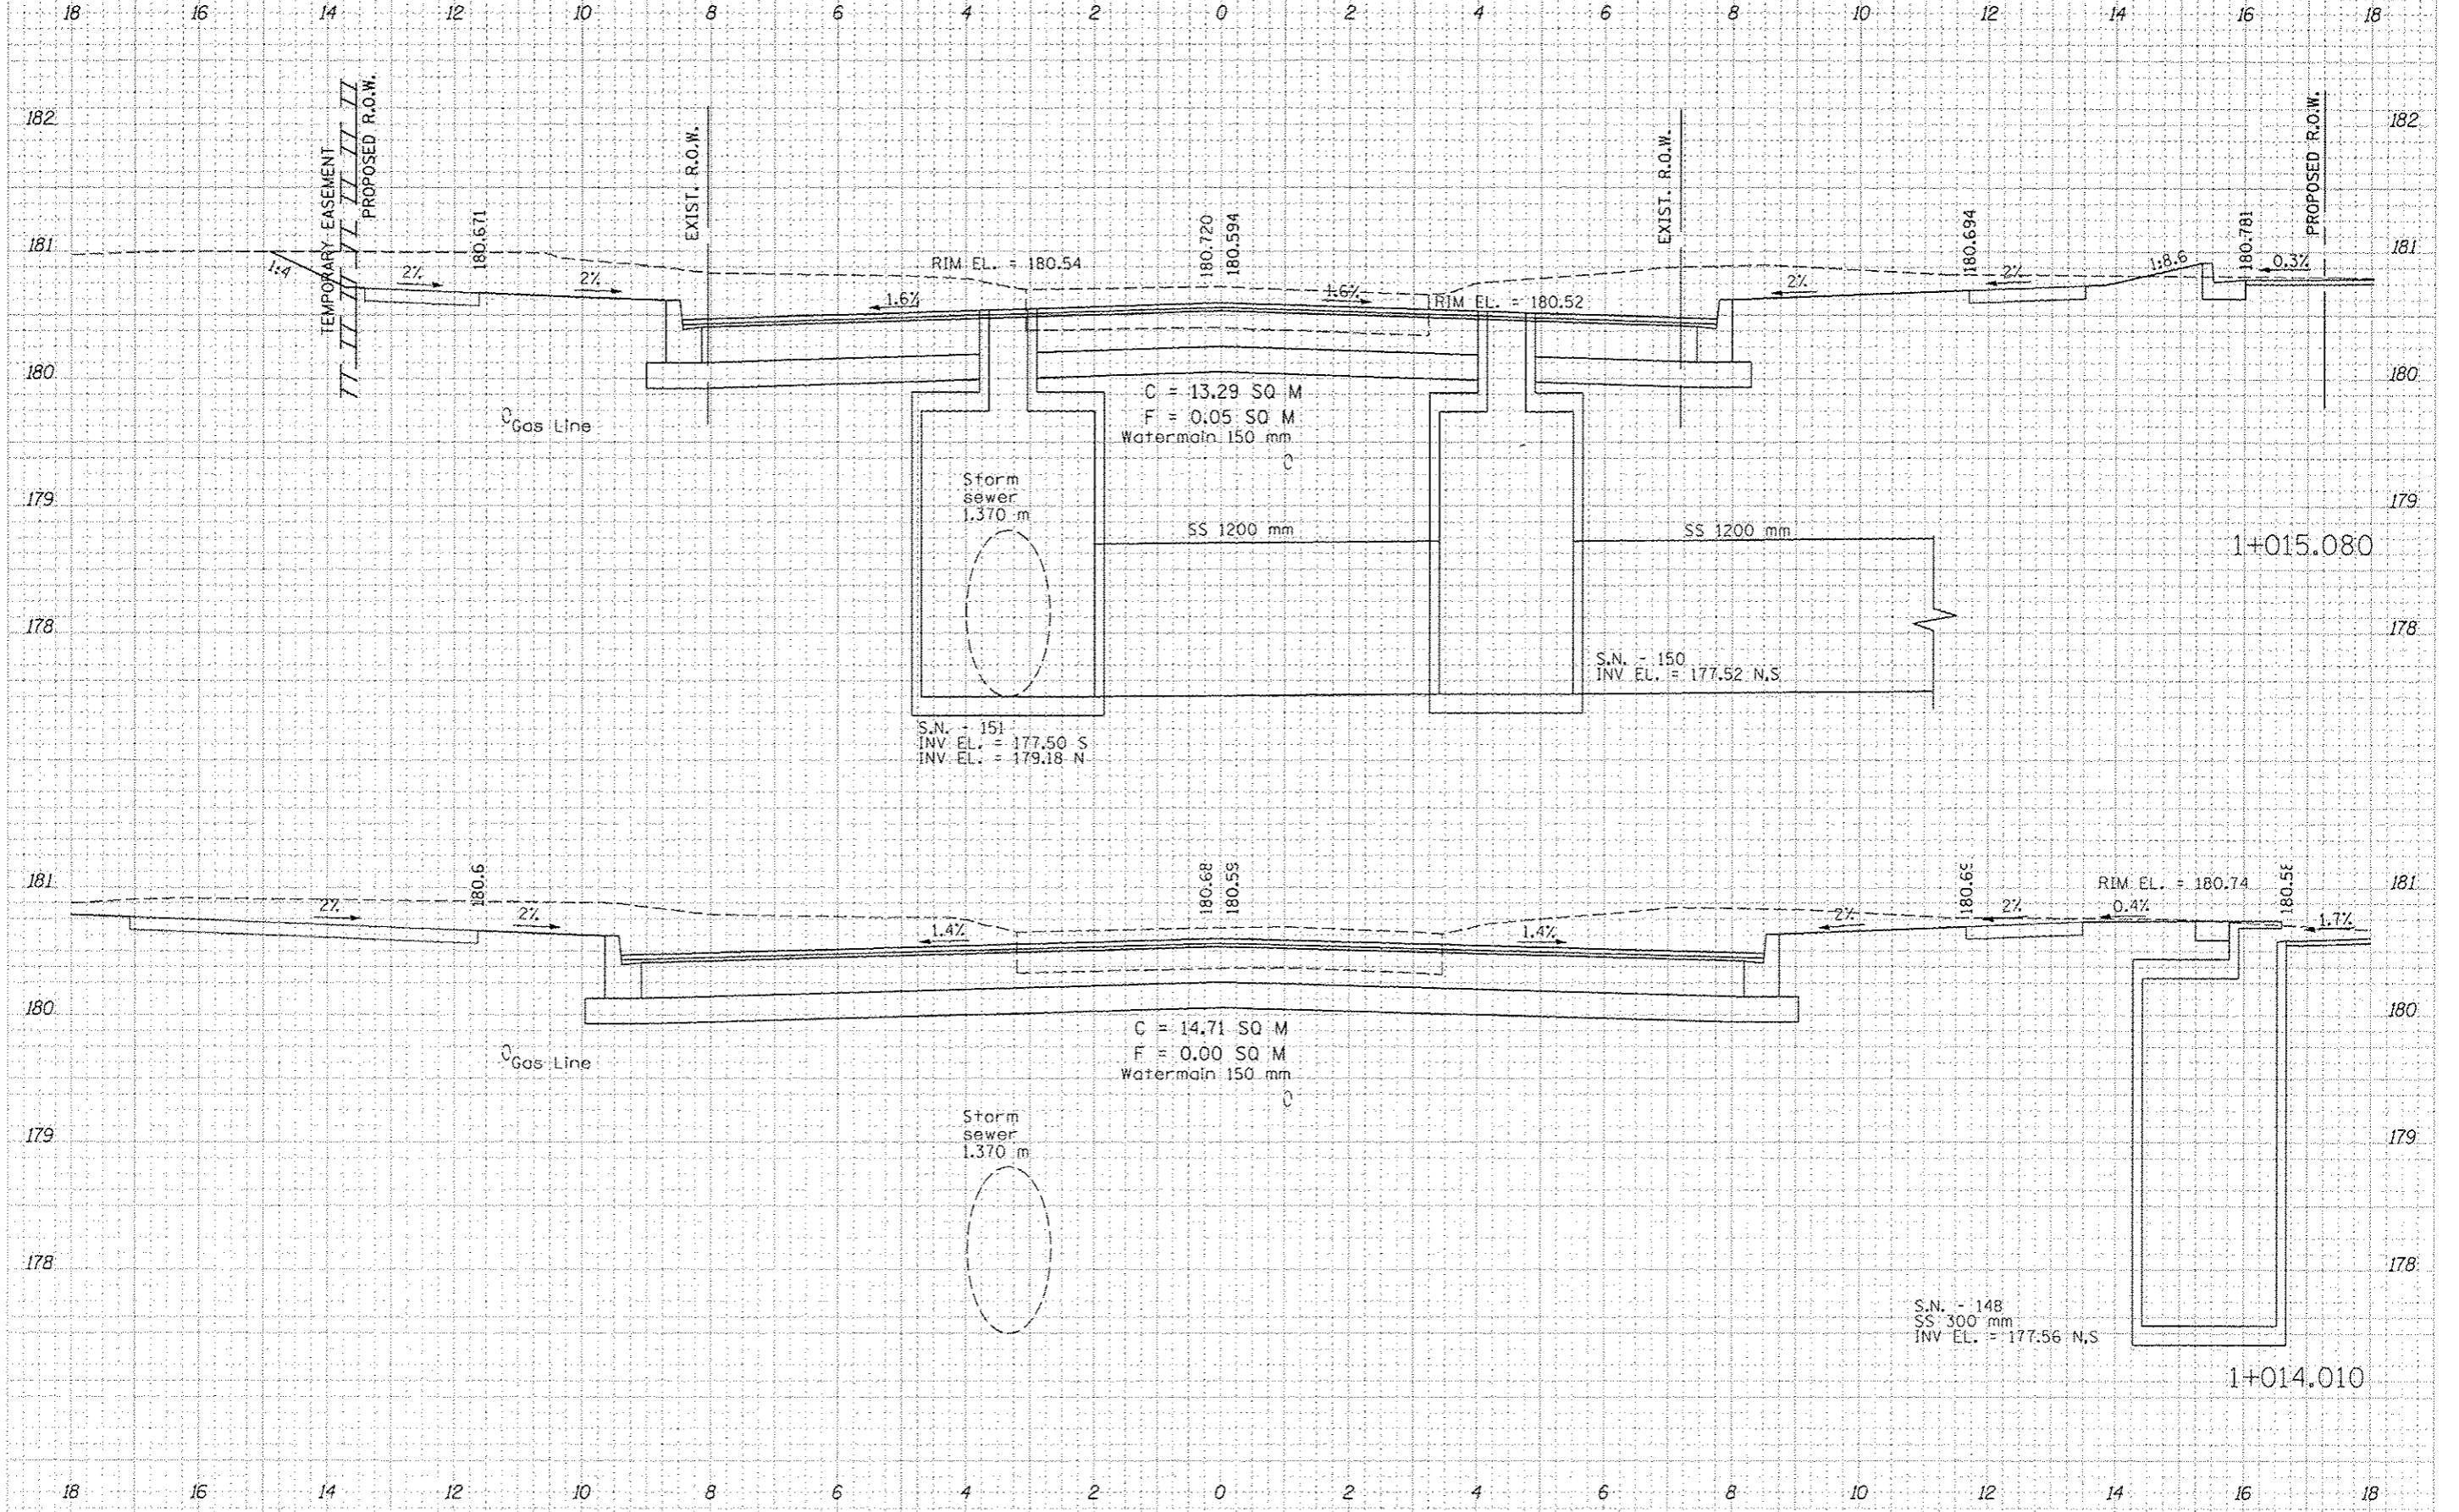 18 16 14 12 10 8 6 4 2 0 2 4 6 8 10 12 14 16 18
TEMPORARY EASEMENT
PROPOSED R.O.W.
EXIST. R.O.W.
EXIST. R.O.W.
PROPOSED R.O.W.
182 182
181 181
180.671
180.720
180.594
180.694
180.781
1:4
2%
2%
RIM EL. = 180.54
1.6%
1.6%
RIM EL. = 180.52
2%
2%
1:8.6
0.3%
180 180
Gas Line
C = 13.29 SQ M
F = 0.05 SQ M
Watermain 150 mm
179 179
Storm
sewer
1.370 m
SS 1200 mm
SS 1200 mm
1+015.080
178 178
S.N. - 150
INV EL. = 177.52 N,S
S.N. - 151
INV EL. = 177.50 S
INV EL. = 179.18 N
181 181
180.6
180.68
180.59
180.69
RIM EL. = 180.74
180.58
2%
2%
1.4%
1.4%
2%
2%
0.4%
1.7%
180 180
Gas Line
C = 14.71 SQ M
F = 0.00 SQ M
Watermain 150 mm
179 179
Storm
sewer
1.370 m
178 178
S.N. - 148
SS 300 mm
INV EL. = 177.56 N,S
1+014.010
18 16 14 12 10 8 6 4 2 0 2 4 6 8 10 12 14 16 18